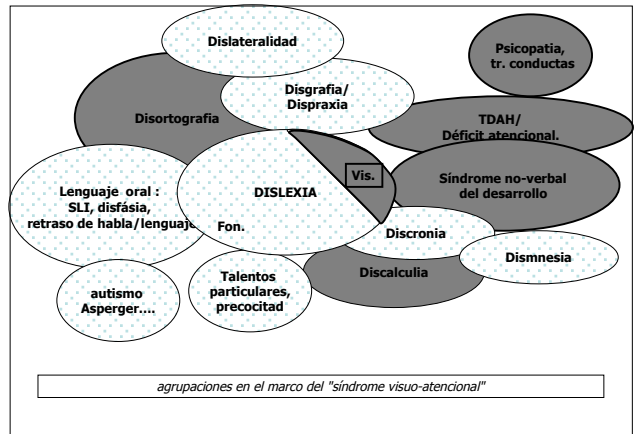 Dislateralidad
Psicopatia,
tr. conductas
Disgrafia/
Dispraxia
Disortografia
TDAH/
Déficit atencional.
Vis.
Síndrome no-verbal
del desarrollo
DISLEXIA
Lenguaje oral :
SLI, disfásia,
retraso de habla/lenguaje
Fon.
Discronia
Dismnesia
Talentos
particulares,
precocitad
Discalculia
autismo
Asperger....
agrupaciones en el marco del "síndrome visuo-atencional"